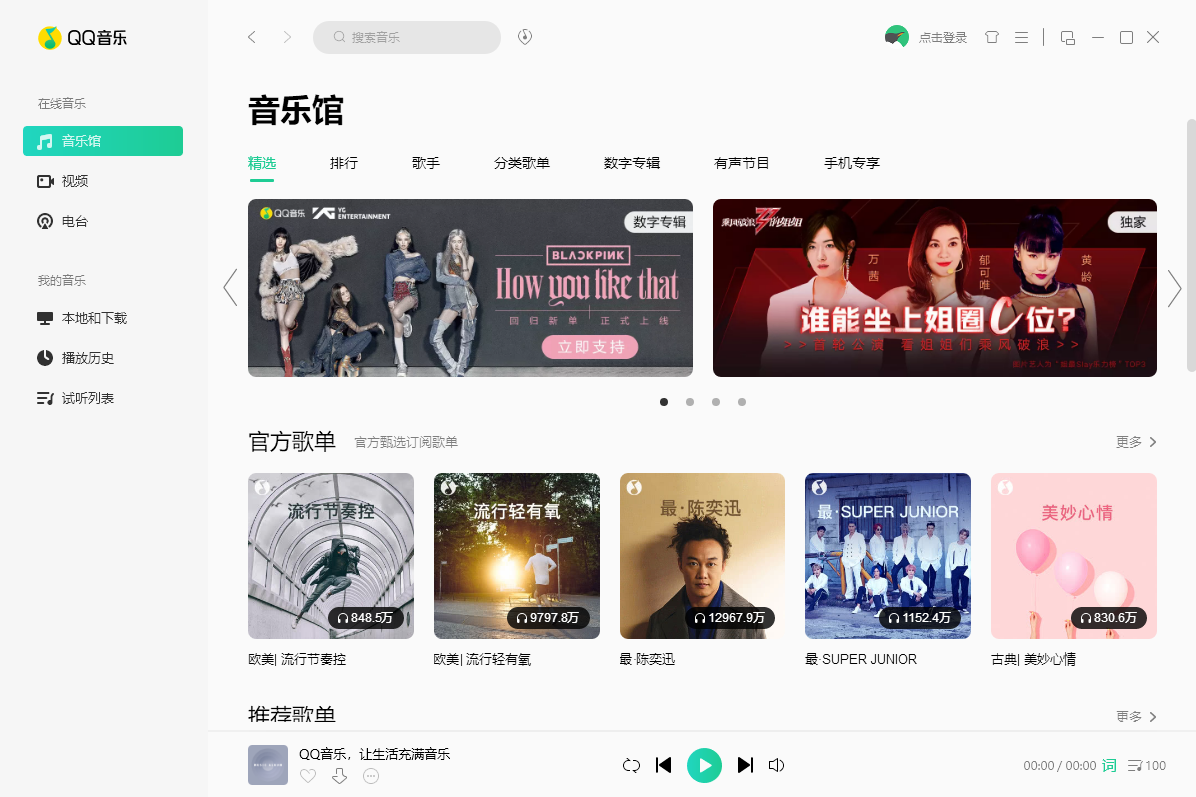 QQ音乐
搜索音乐
点击登录
在线音乐
音乐馆
视频
电台
我的音乐
本地和下载
播放历史
试听列表
音乐馆
精选
排行
歌手
分类歌单
数字专辑
有声节目
手机专享
QQ音乐
YG
YG ENTERTAINMENT
数字专辑
BLACKPINK
How you like that
回归新单
正式上线
立即支持
乘风破浪的姐姐
独家
万茜
郁可唯
黄龄
谁能坐上姐圈C位?
>>首轮公演 看姐姐们乘风破浪>>
官方歌单
官方甄选订阅歌单
更多
流行节奏控
848.5万
欧美| 流行节奏控
流行轻有氧
9797.8万
欧美| 流行轻有氧
最·陈奕迅
12967.9万
最·陈奕迅
最·SUPER JUNIOR
1152.4万
最·SUPER JUNIOR
美妙心情
830.6万
古典| 美妙心情
推荐歌单
更多
QQ音乐，让生活充满音乐
00:00 / 00:00
词
100